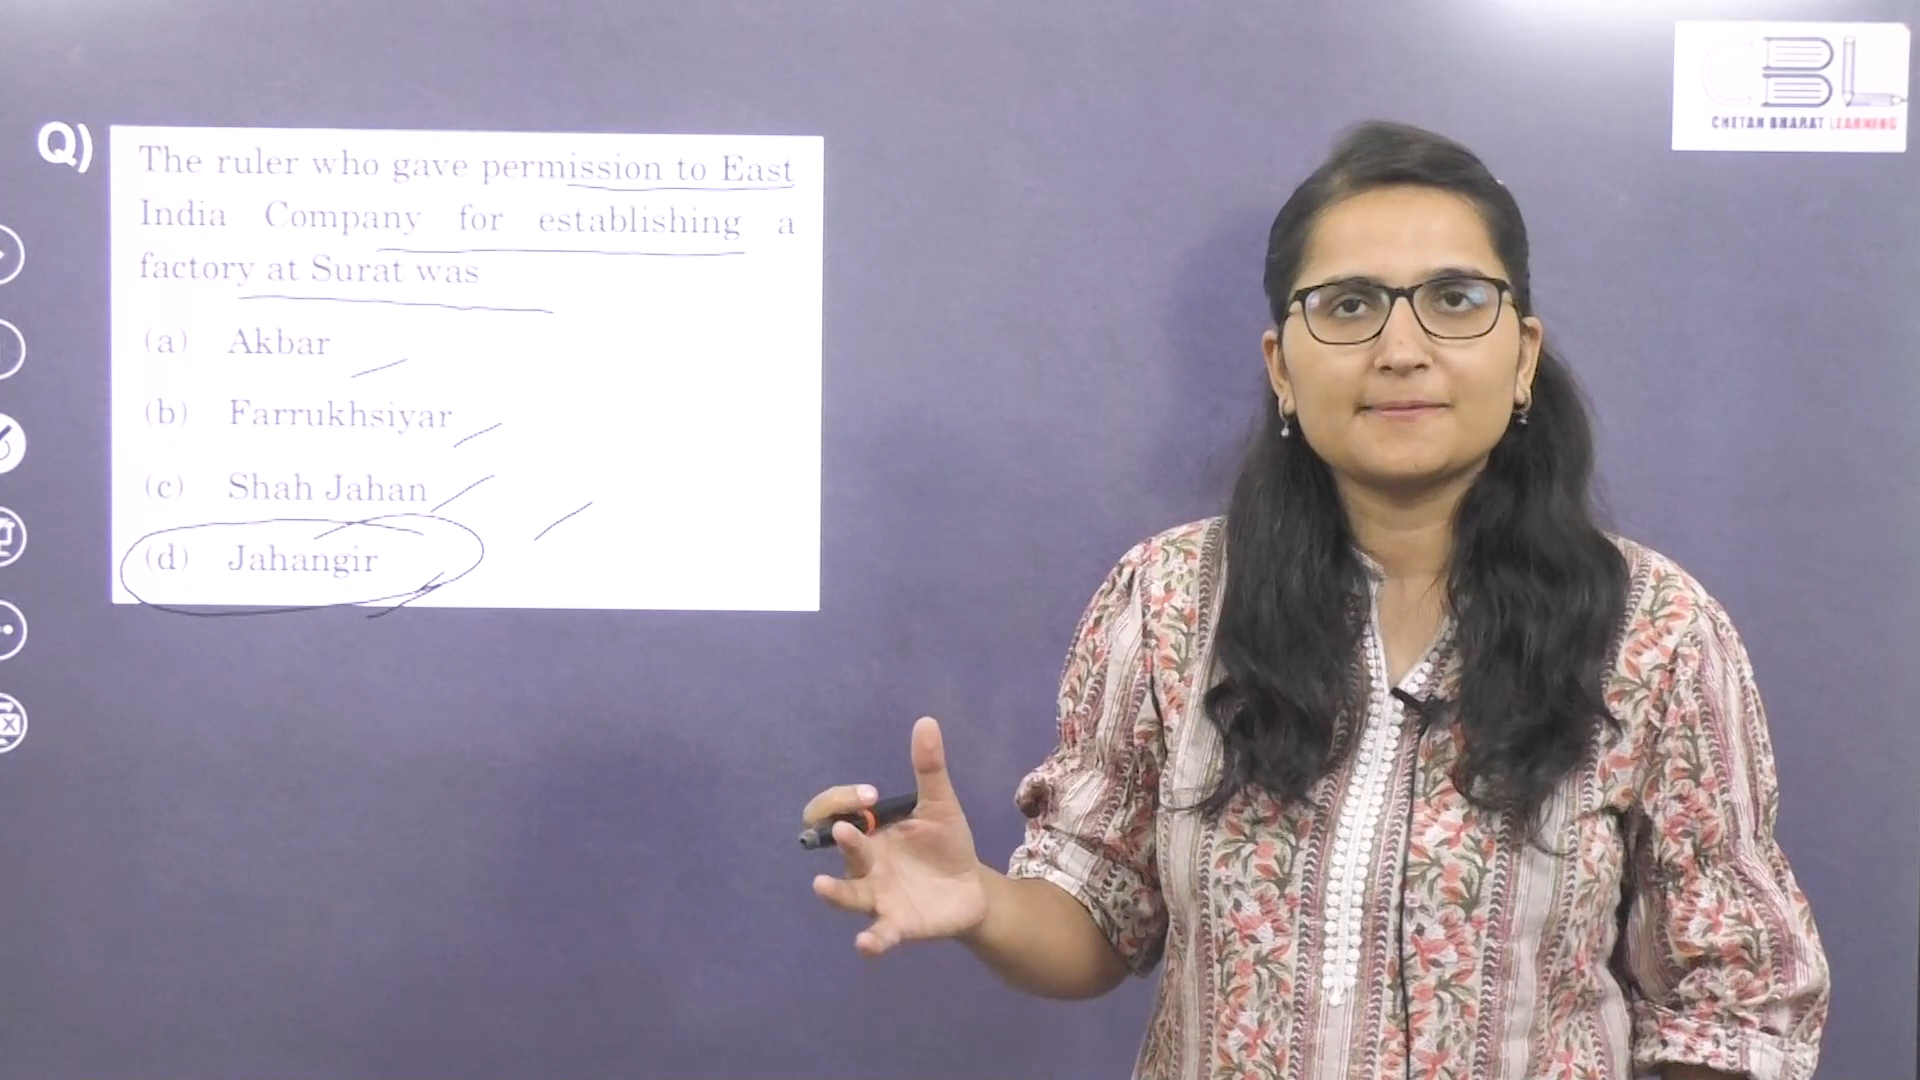 CBL
CHETAN BHARAT LEARNING
Q)
The ruler who gave permission to East
India Company for establishing a
factory at Surat was
(a) Akbar
(b) Farrukhsiyar
(c) Shah Jahan
(d) Jahangir